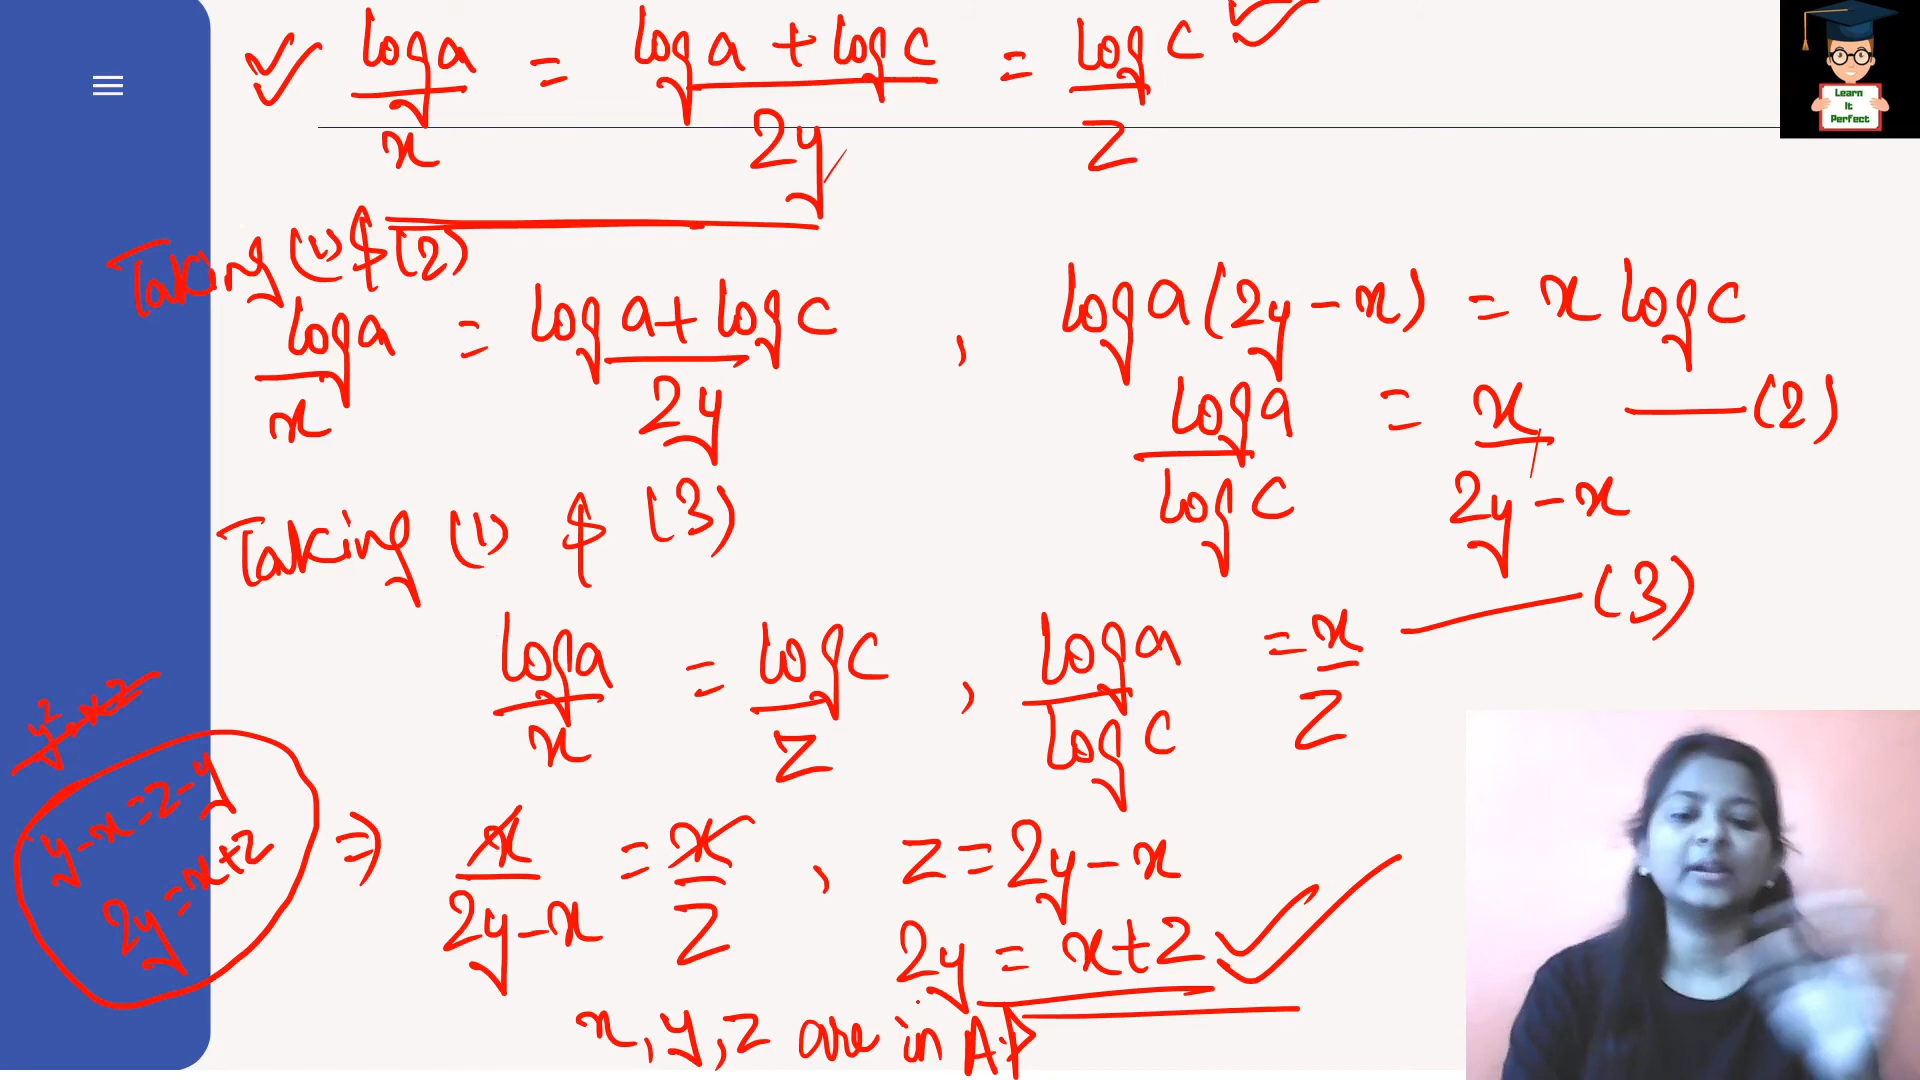 log a / x = (log a + log c) / 2y = log c / z
Learn
It
Perfect
Taking (1) & (2)
log a / x = (log a + log c) / 2y , log a (2y - x) = x log c
log a / log c = x / (2y - x) —— (2)
Taking (1) & (3)
log a / x = log c / z , log a / log c = x / z —— (3)
y - x = z - y
2y = x + z
⇒ x / (2y - x) = x / z , z = 2y - x
2y = x + z
x, y, z are in A.P